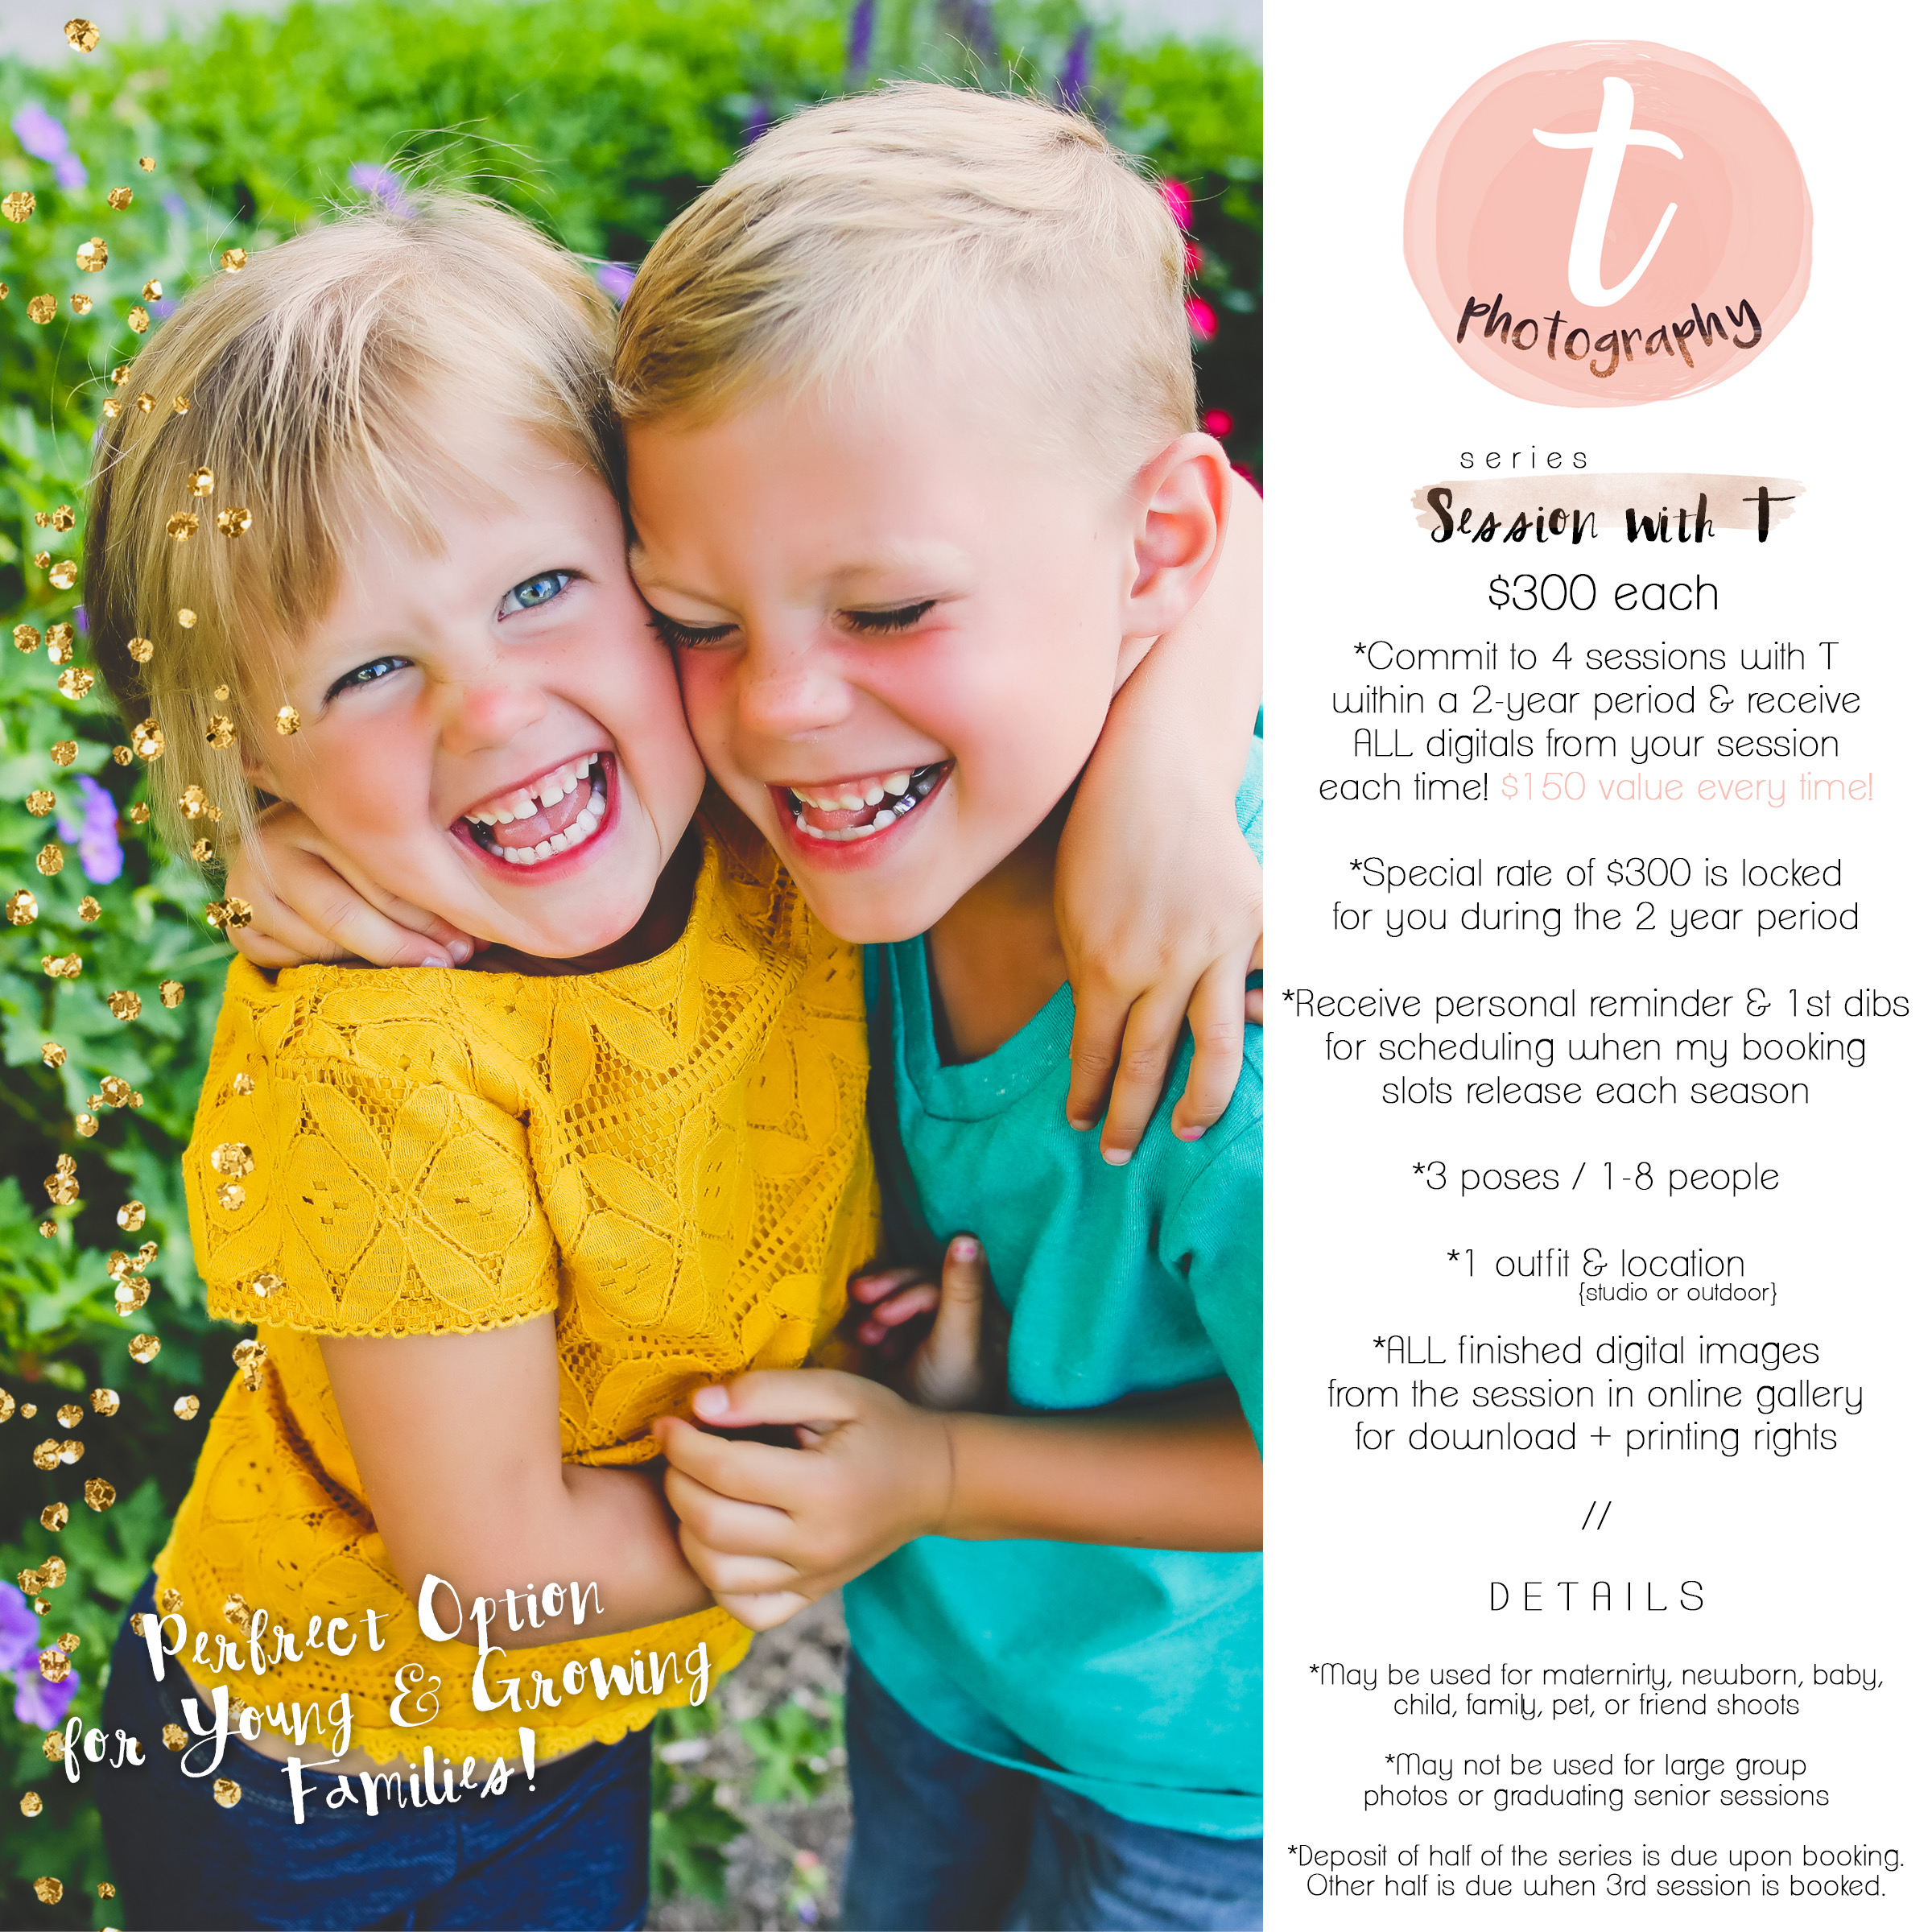 t
photography
series
Session with T
$300 each
*Commit to 4 sessions with T
within a 2-year period & receive
ALL digitals from your session
each time! $150 value every time!
*Special rate of $300 is locked
for you during the 2 year period
*Receive personal reminder & 1st dibs
for scheduling when my booking
slots release each season
*3 poses / 1-8 people
*1 outfit & location
{studio or outdoor}
*ALL finished digital images
from the session in online gallery
for download + printing rights
//
DETAILS
*May be used for maternirty, newborn, baby,
child, family, pet, or friend shoots
*May not be used for large group
photos or graduating senior sessions
*Deposit of half of the series is due upon booking.
Other half is due when 3rd session is booked.
Perfrect Option
for Young & Growing
Families!